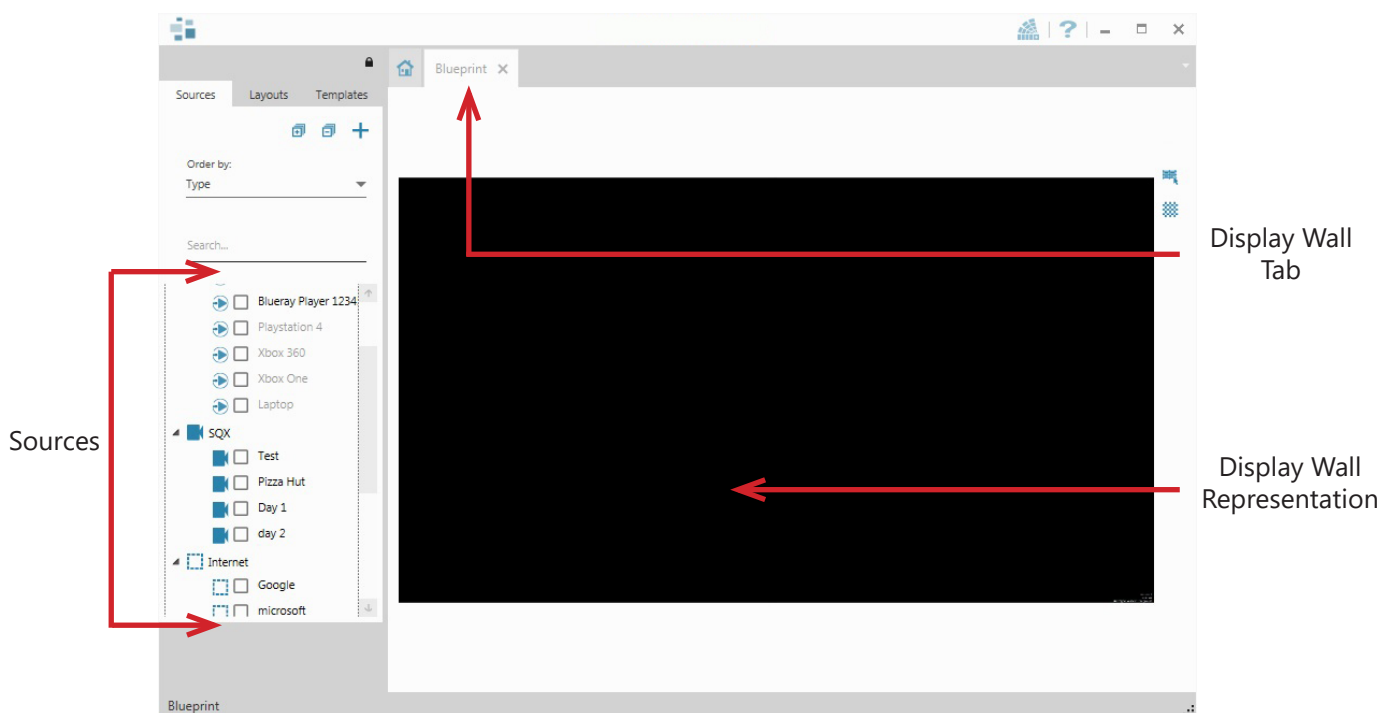 ?
Blueprint
Sources Layouts Templates
Order by:
Type
Search...
Blueray Player 1234
Playstation 4
Xbox 360
Xbox One
Laptop
SQX
Test
Pizza Hut
Day 1
day 2
Internet
Google
microsoft
Blueprint
Sources
Display Wall
Tab
Display Wall
Representation